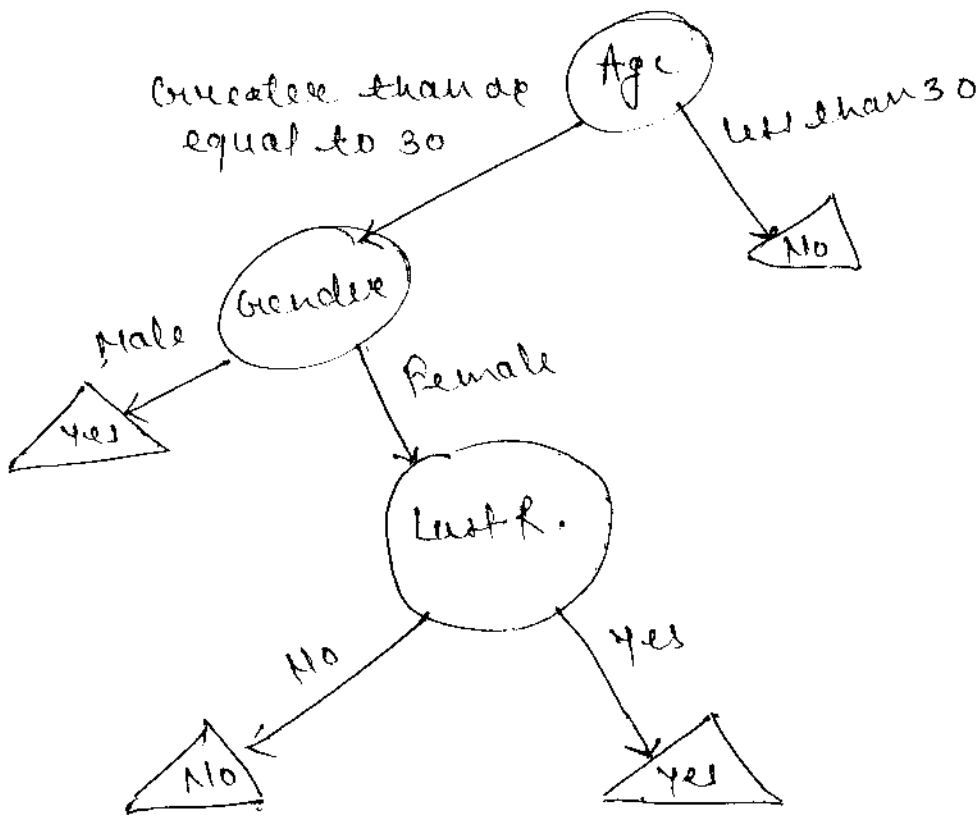 Age
Greater than or
equal to 30
less than 30
No
Gender
Male
Female
Yes
Last R.
No
Yes
No
Yes